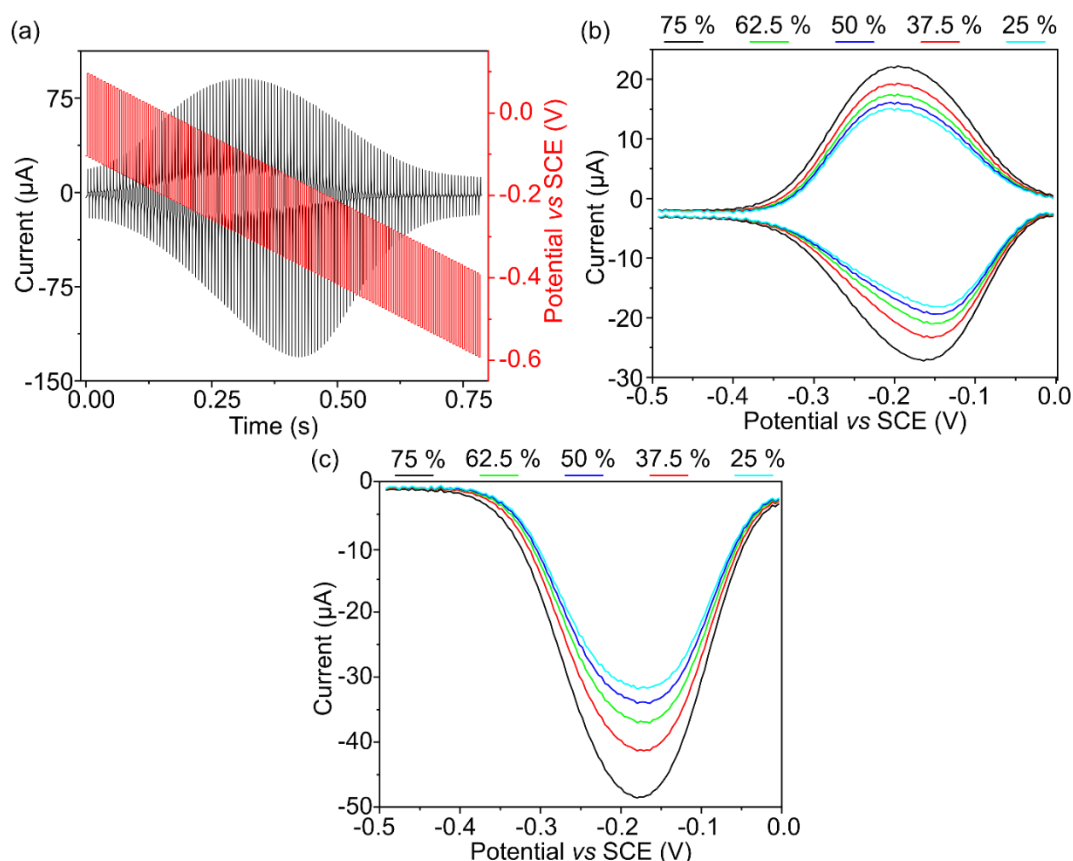 (a)
75
0
-75
-150
Current (µA)
0.00 0.25 0.50 0.75
Time (s)
0.0
-0.2
-0.4
-0.6
Potential vs SCE (V)
(b)
75 % 62.5 % 50 % 37.5 % 25 %
20
10
0
-10
-20
-30
Current (µA)
-0.5 -0.4 -0.3 -0.2 -0.1 0.0
Potential vs SCE (V)
(c)
75 % 62.5 % 50 % 37.5 % 25 %
0
-10
-20
-30
-40
-50
Current (µA)
-0.5 -0.4 -0.3 -0.2 -0.1 0.0
Potential vs SCE (V)